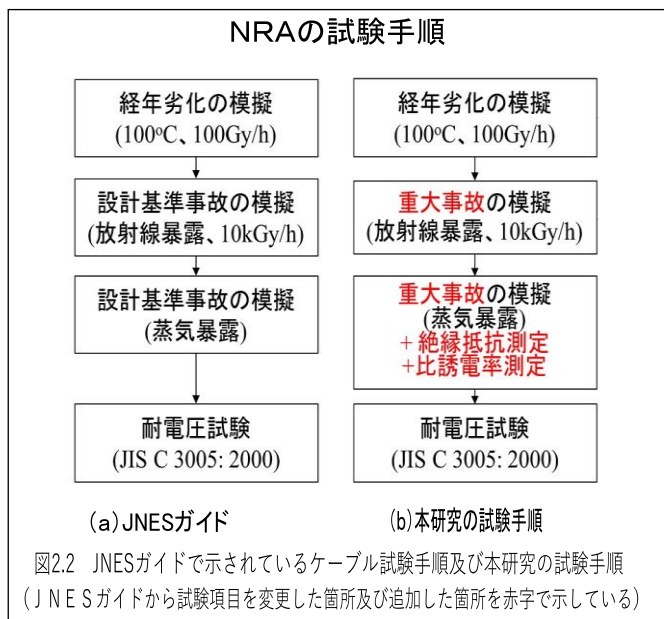 NRAの試験手順
経年劣化の模擬
(100℃、100Gy/h)
設計基準事故の模擬
(放射線暴露、10kGy/h)
設計基準事故の模擬
(蒸気暴露)
耐電圧試験
(JIS C 3005: 2000)
(a)JNESガイド
経年劣化の模擬
(100℃、100Gy/h)
重大事故の模擬
(放射線暴露、10kGy/h)
重大事故の模擬
(蒸気暴露)
+ 絶縁抵抗測定
+比誘電率測定
耐電圧試験
(JIS C 3005: 2000)
(b)本研究の試験手順
図2.2 JNESガイドで示されているケーブル試験手順及び本研究の試験手順
(JNESガイドから試験項目を変更した箇所及び追加した箇所を赤字で示している)